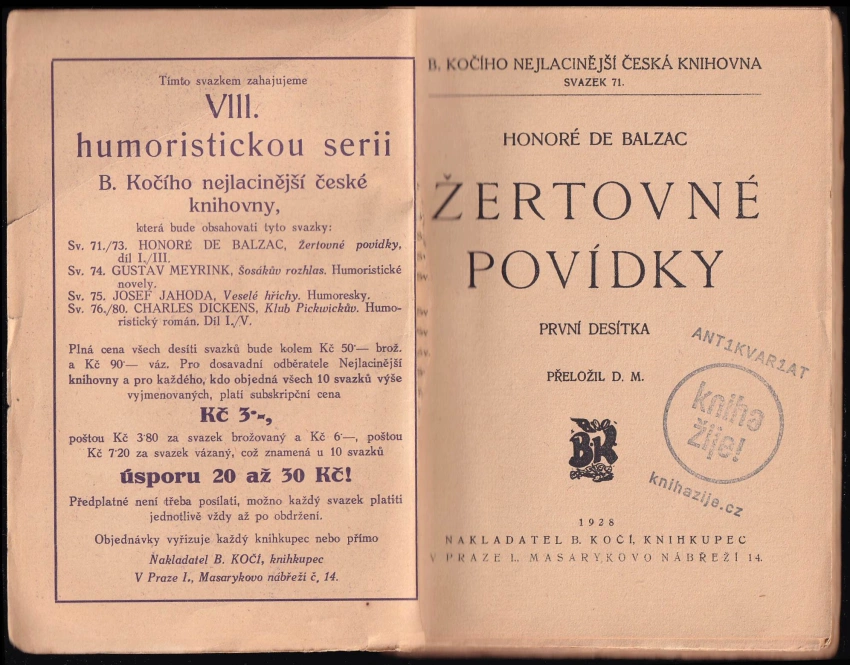 Tímto svazkem zahajujeme
VIII.
humoristickou serii
B. Kočího nejlacinější české
knihovny,
která bude obsahovati tyto svazky:
Sv. 71./73. HONORÉ DE BALZAC, Žertovné povídky,
díl I./III.
Sv. 74. GUSTAV MEYRINK, Šosákův rozhlas. Humoristické
novely.
Sv. 75. JOSEF JAHODA, Veselé hříchy. Humoresky.
Sv. 76./80. CHARLES DICKENS, Klub Pickwickův. Humo-
ristický román. Díl I./V.
Plná cena všech desíti svazků bude kolem Kč 50·— brož.
a Kč 90·— váz. Pro dosavadní odběratele Nejlacinější
knihovny a pro každého, kdo objedná všech 10 svazků výše
vyjmenovaných, platí subskripční cena
Kč 3·–,
poštou Kč 3·80 za svazek brožovaný a Kč 6·—, poštou
Kč 7·20 za svazek vázaný, což znamená u 10 svazků
úsporu 20 až 30 Kč!
Předplatné není třeba posílati, možno každý svazek platiti
jednotlivě vždy až po obdržení.
Objednávky vyřizuje každý knihkupec nebo přímo
Nakladatel B. KOČÍ, knihkupec
V Praze I., Masarykovo nábřeží č. 14.
B. KOČÍHO NEJLACINĚJŠÍ ČESKÁ KNIHOVNA
SVAZEK 71.
HONORÉ DE BALZAC
ŽERTOVNÉ
POVÍDKY
PRVNÍ DESÍTKA
PŘELOŽIL D. M.
ANT1KVAR1AT
kniha
žije!
knihazije.cz
BK
1928
NAKLADATEL B. KOČÍ, KNIHKUPEC
V PRAZE I., MASARYKOVO NÁBŘEŽÍ 14.